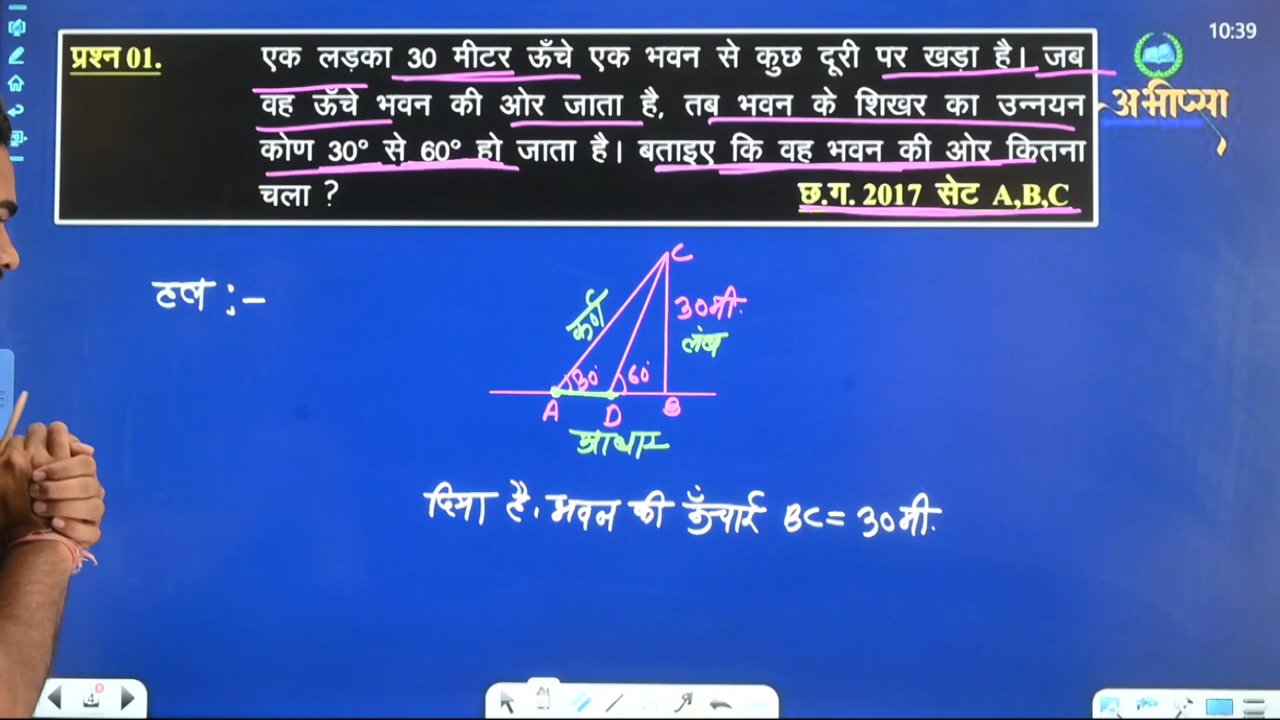 10:39
प्रश्न 01. एक लड़का 30 मीटर ऊँचे एक भवन से कुछ दूरी पर खड़ा है। जब
वह ऊँचे भवन की ओर जाता है, तब भवन के शिखर का उन्नयन
कोण 30° से 60° हो जाता है। बताइए कि वह भवन की ओर कितना
चला ?
छ.ग. 2017 सेट A,B,C
अभीप्सा
हल :-
C
कर्ण
30मी.
लंब
30°
60°
A
D
B
आधार
दिया है, भवन की ऊँचाई BC = 30मी.